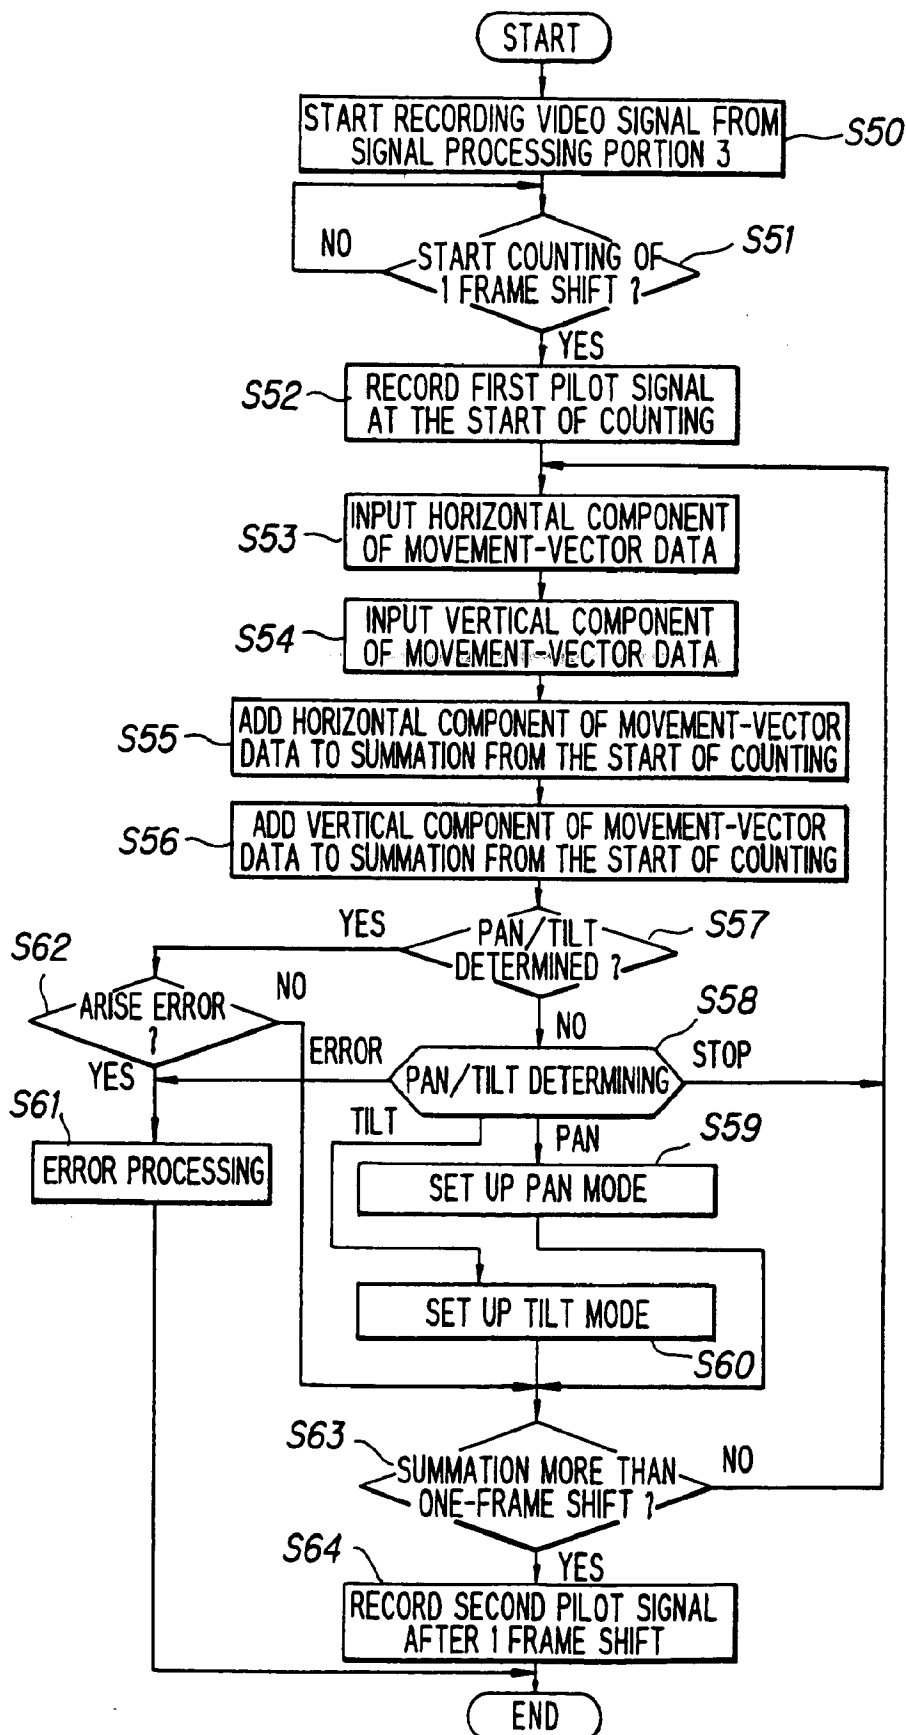 START
START RECORDING VIDEO SIGNAL FROM
SIGNAL PROCESSING PORTION 3
S50
NO
START COUNTING OF
1 FRAME SHIFT ?
S51
YES
S52
RECORD FIRST PILOT SIGNAL
AT THE START OF COUNTING
S53
INPUT HORIZONTAL COMPONENT
OF MOVEMENT-VECTOR DATA
S54
INPUT VERTICAL COMPONENT
OF MOVEMENT-VECTOR DATA
S55
ADD HORIZONTAL COMPONENT OF MOVEMENT-VECTOR
DATA TO SUMMATION FROM THE START OF COUNTING
S56
ADD VERTICAL COMPONENT OF MOVEMENT-VECTOR
DATA TO SUMMATION FROM THE START OF COUNTING
YES
PAN/TILT
DETERMINED ?
S57
S62
ARISE ERROR
?
NO
YES
NO
S58
ERROR
PAN/TILT DETERMINING
STOP
S61
ERROR PROCESSING
TILT
PAN
S59
SET UP PAN MODE
SET UP TILT MODE
S60
S63
SUMMATION MORE THAN
ONE-FRAME SHIFT ?
NO
YES
S64
RECORD SECOND PILOT SIGNAL
AFTER 1 FRAME SHIFT
END